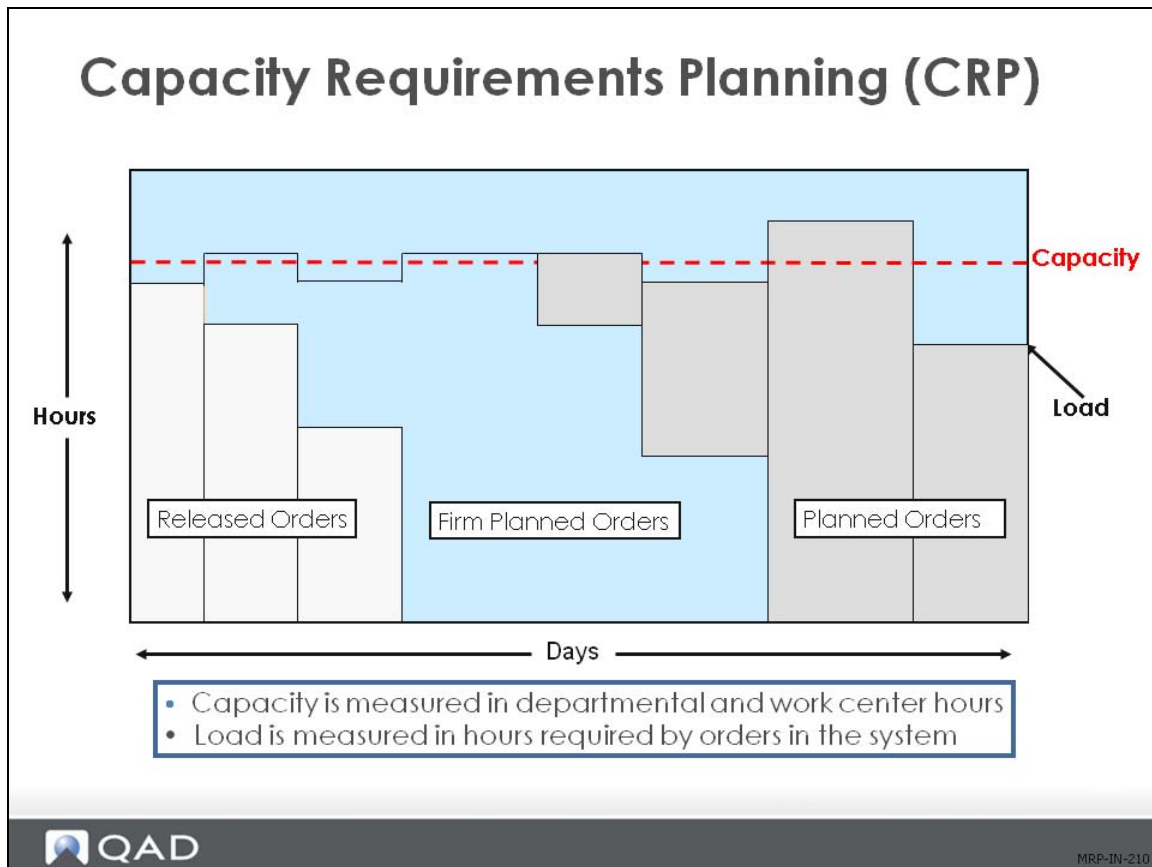 Capacity Requirements Planning (CRP)
Capacity
Hours
Load
Released Orders
Firm Planned Orders
Planned Orders
Days
• Capacity is measured in departmental and work center hours
• Load is measured in hours required by orders in the system
QAD
MRP-IN-210